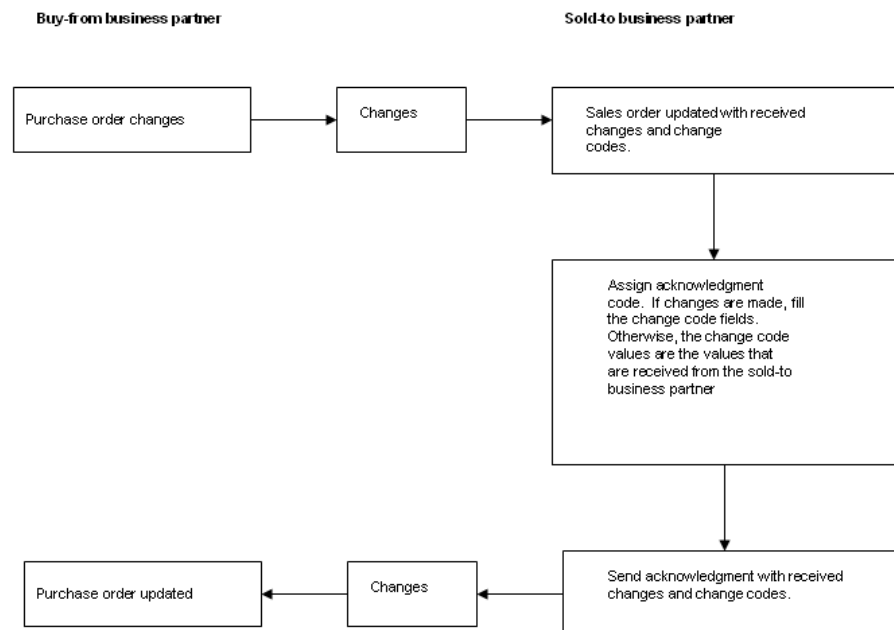 Buy-from business partner
Sold-to business partner
Purchase order changes
Changes
Sales order updated with received
changes and change
codes.
Assign acknowledgment
code. If changes are made, fill
the change code fields.
Otherwise, the change code
values are the values that
are received from the sold-to
business partner
Send acknowledgment with received
changes and change codes.
Changes
Purchase order updated